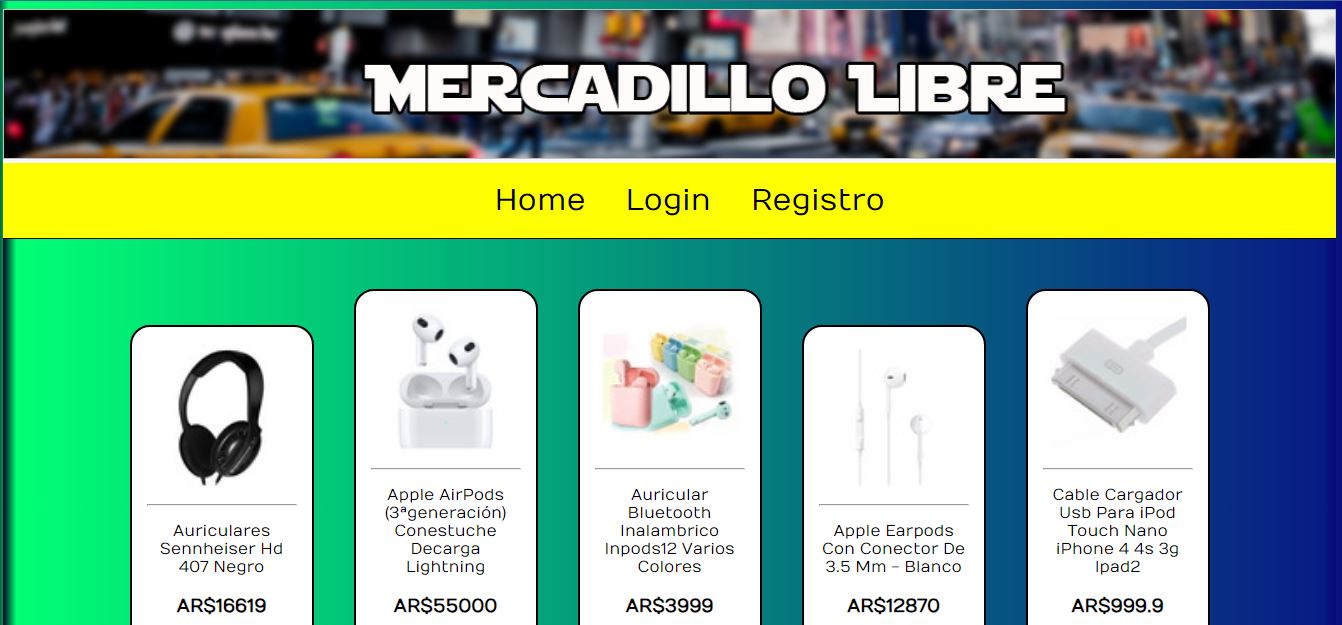 MERCADILLO LIBRE
Home Login Registro
Auriculares
Sennheiser Hd
407 Negro
AR$16619
Apple AirPods
(3ªgeneración)
Conestuche
Decarga
Lightning
AR$55000
Auricular
Bluetooth
Inalambrico
Inpods12 Varios
Colores
AR$3999
Apple Earpods
Con Conector De
3.5 Mm - Blanco
AR$12870
Cable Cargador
Usb Para iPod
Touch Nano
iPhone 4 4s 3g
Ipad2
AR$999.9